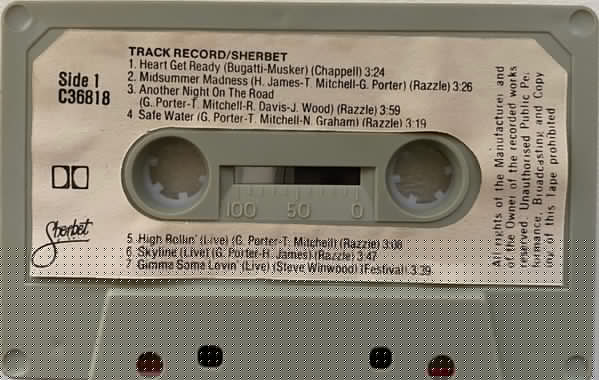 TRACK RECORD/SHERBET
Side 1
C36818
1. Heart Get Ready (Bugatti-Musker) (Chappell) 3:24
2. Midsummer Madness (H. James-T. Mitchell-G. Porter) (Razzle) 3:26
3. Another Night On The Road
(G. Porter-T. Mitchell-R. Davis-J. Wood) (Razzle) 3:59
4 Safe Water (G. Porter-T. Mitchell-N. Graham) (Razzle) 3:19
100 50 0
Sherbet
5. High Rollin' (Live) (G. Porter-T. Mitchell) (Razzle) 3:08
6. Skyline (Live) (G. Porter-H. James) (Razzle) 3:47
7 Gimme Some Lovin' (Live) (Steve Winwood) (Festival) 3:39
All rights of the Manufacturer and
of the Owner of the recorded works
reserved. Unauthorised Public Per
formance, Broadcasting and Copy
ing of this Tape prohibited